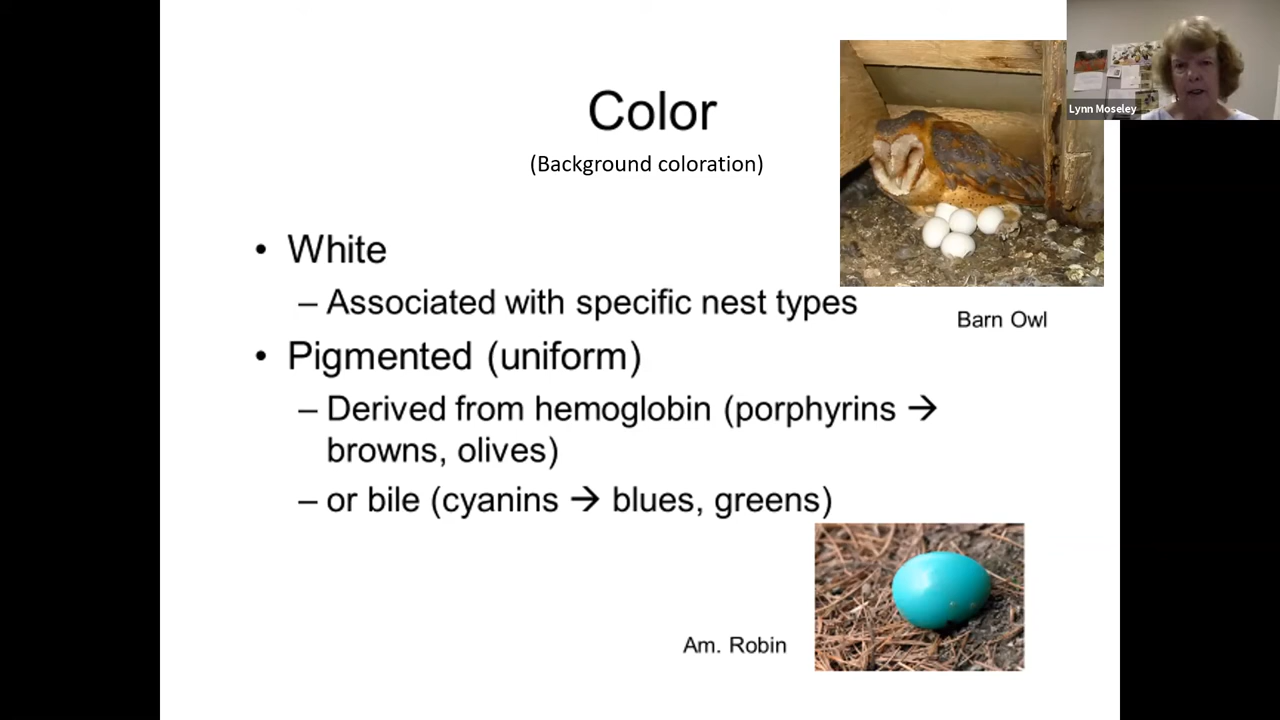 Color
(Background coloration)
Lynn Moseley
• White
– Associated with specific nest types
Barn Owl
• Pigmented (uniform)
– Derived from hemoglobin (porphyrins →
browns, olives)
– or bile (cyanins → blues, greens)
Am. Robin